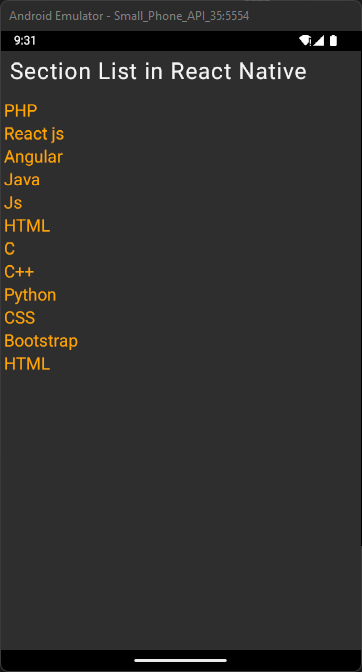 Android Emulator - Small_Phone_API_35:5554
9:31
Section List in React Native
PHP
React js
Angular
Java
Js
HTML
C
C++
Python
CSS
Bootstrap
HTML